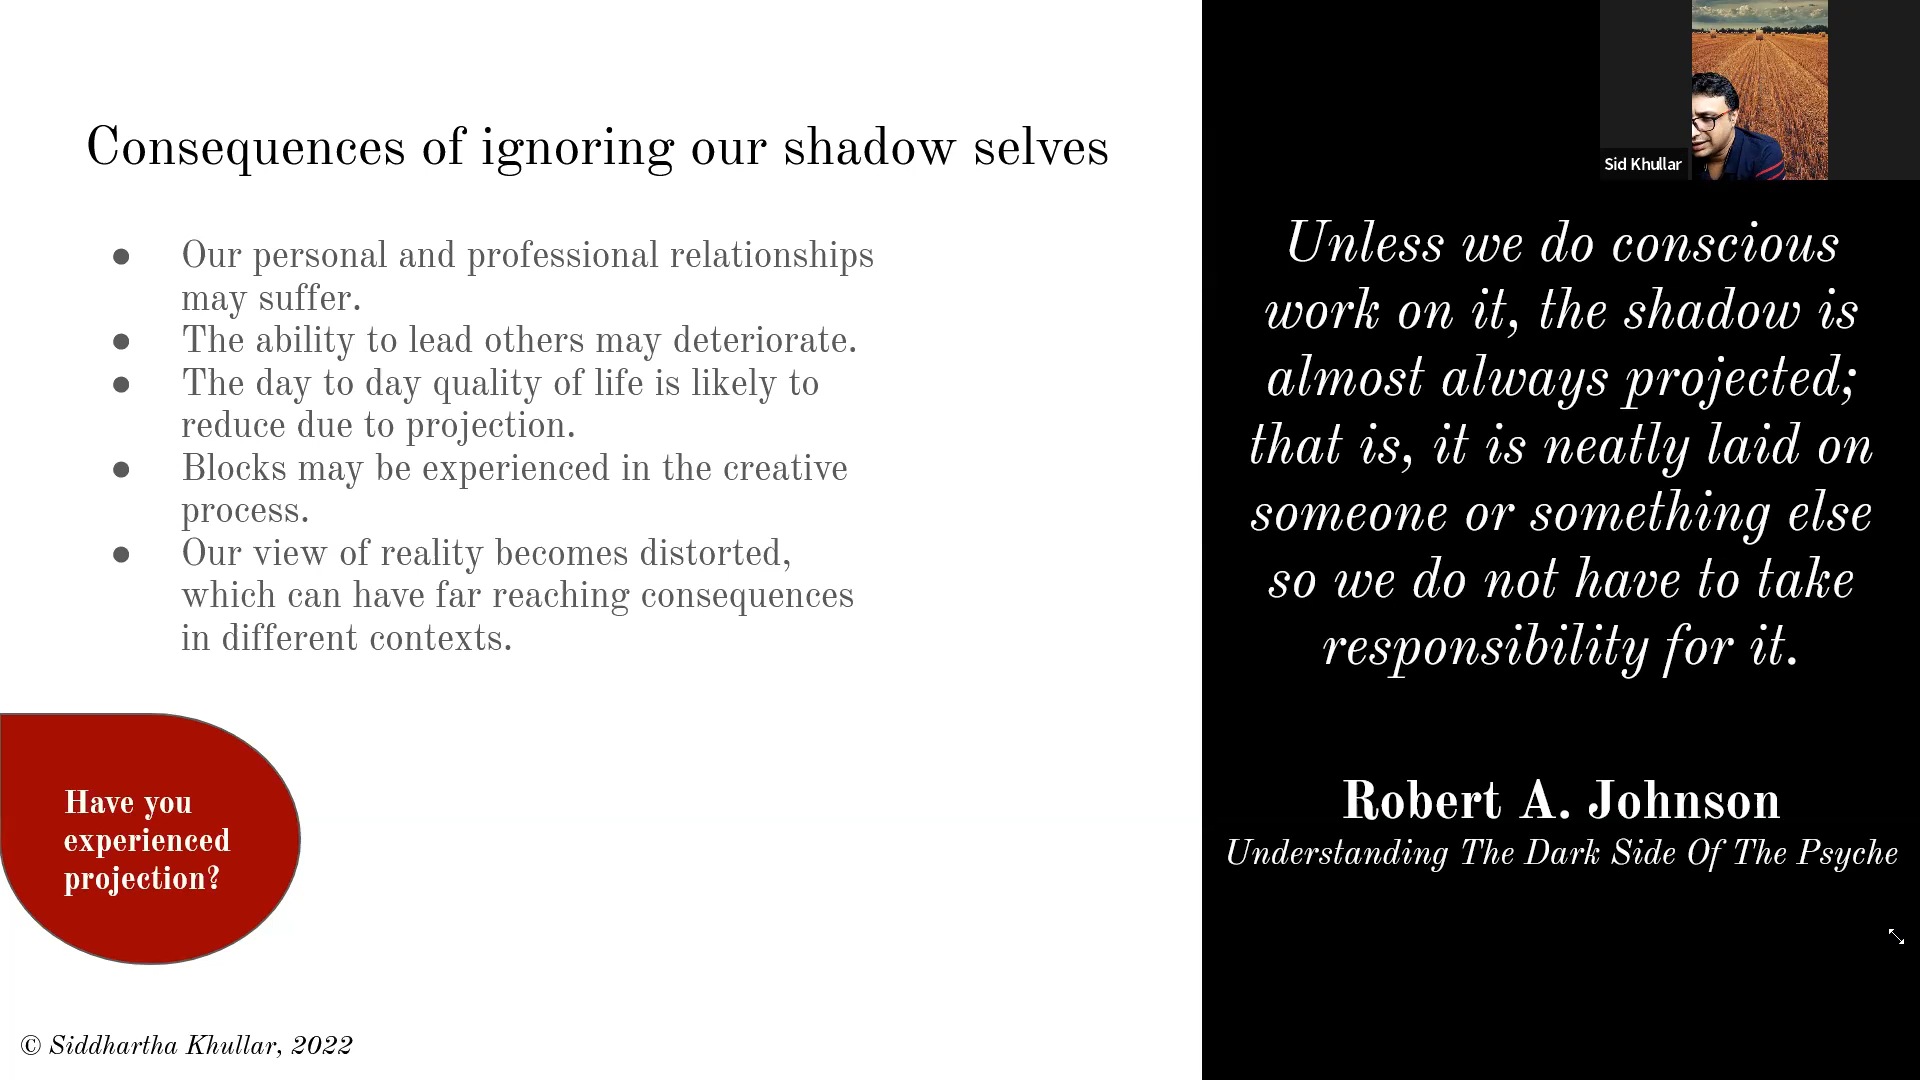 Consequences of ignoring our shadow selves
● Our personal and professional relationships
may suffer.
● The ability to lead others may deteriorate.
● The day to day quality of life is likely to
reduce due to projection.
● Blocks may be experienced in the creative
process.
● Our view of reality becomes distorted,
which can have far reaching consequences
in different contexts.
Have you
experienced
projection?
© Siddhartha Khullar, 2022
Sid Khullar
Unless we do conscious
work on it, the shadow is
almost always projected;
that is, it is neatly laid on
someone or something else
so we do not have to take
responsibility for it.
Robert A. Johnson
Understanding The Dark Side Of The Psyche